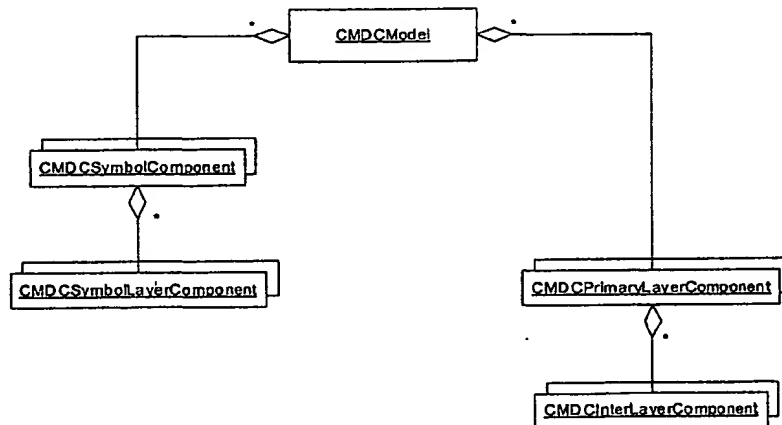 * CMDCModel *
CMDCSymbolComponent
*
CMDCSymbolLayerComponent
CMDCPrimaryLayerComponent
*
CMDCInterLayerComponent